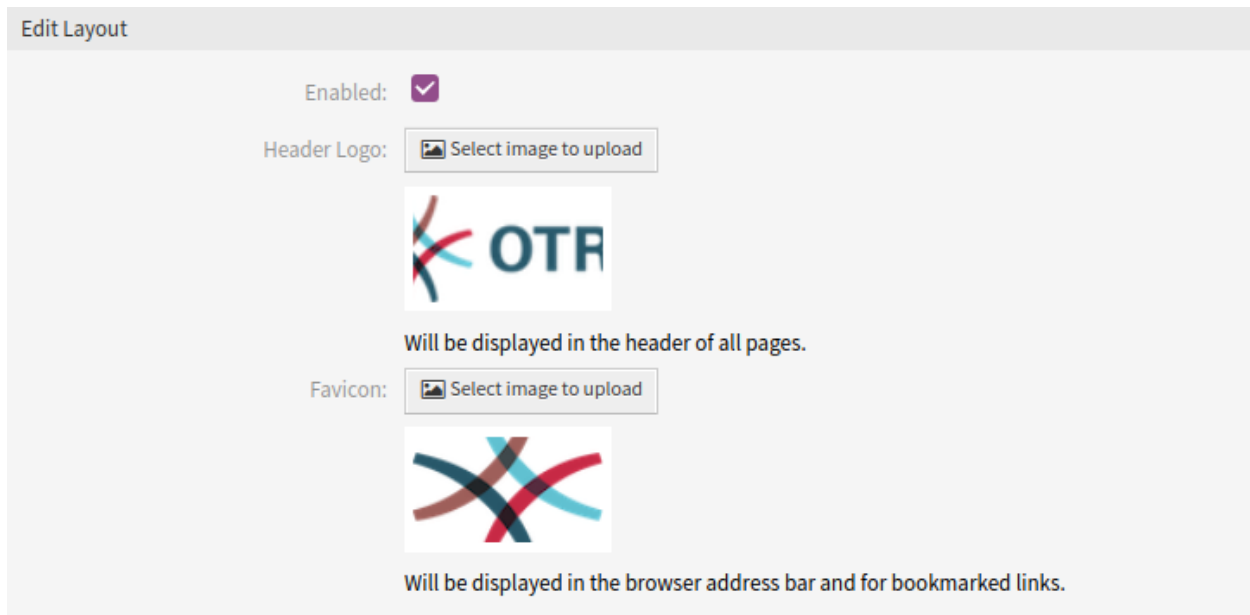 Edit Layout
Enabled:
Header Logo: Select image to upload
OTR
Will be displayed in the header of all pages.
Favicon: Select image to upload
Will be displayed in the browser address bar and for bookmarked links.